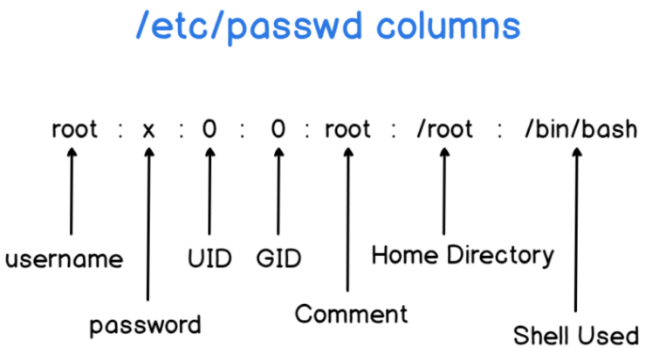 /etc/passwd columns
root : x : 0 : 0 : root : /root : /bin/bash
username
UID
GID
Home Directory
password
Comment
Shell Used